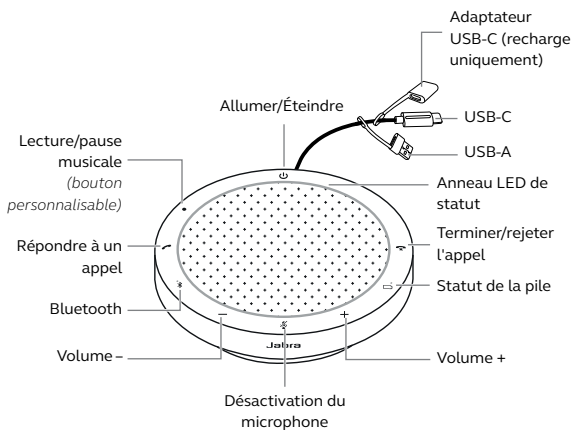 Adaptateur
USB-C (recharge
uniquement)
Allumer/Éteindre
USB-C
USB-A
Lecture/pause
musicale
(bouton
personnalisable)
Anneau LED de
statut
Répondre à un
appel
Terminer/rejeter
l'appel
Statut de la pile
Bluetooth
Jabra
Volume –
Volume +
Désactivation du
microphone